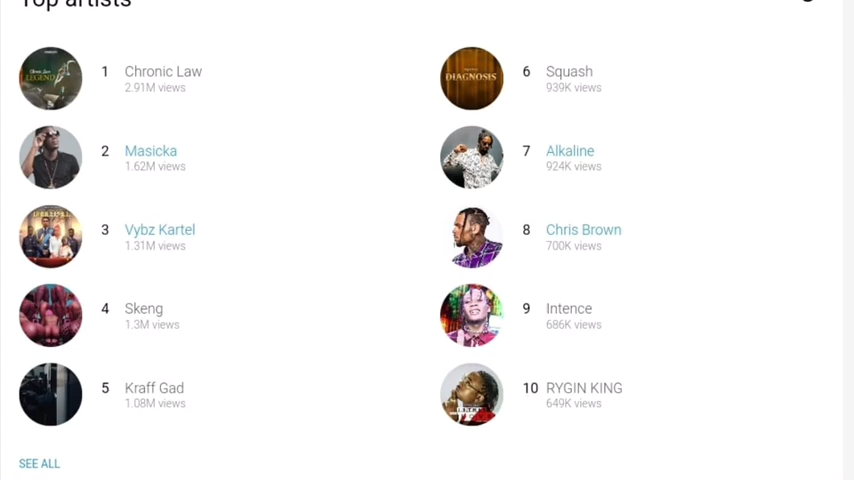 Top artists
1 Chronic Law
2.91M views
2 Masicka
1.62M views
3 Vybz Kartel
1.31M views
4 Skeng
1.3M views
5 Kraff Gad
1.08M views
6 Squash
939K views
DIAGNOSIS
7 Alkaline
924K views
8 Chris Brown
700K views
9 Intence
686K views
10 RYGIN KING
649K views
LEGEND
SEE ALL